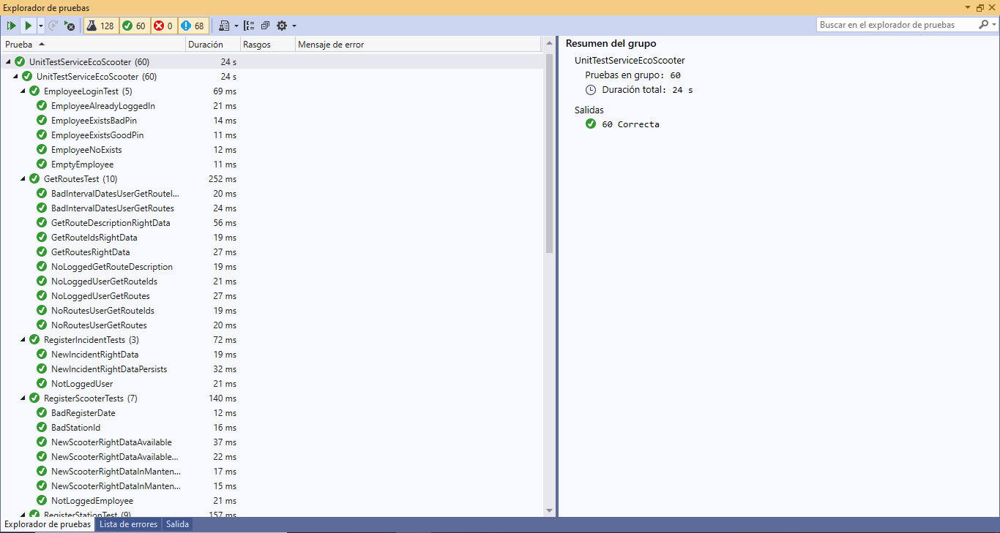 Explorador de pruebas
128 60 0 68 Buscar en el explorador de pruebas
Prueba Duración Rasgos Mensaje de error
UnitTestServiceEcoScooter (60) 24 s
UnitTestServiceEcoScooter (60) 24 s
EmployeeLoginTest (5) 69 ms
EmployeeAlreadyLoggedIn 21 ms
EmployeeExistsBadPin 14 ms
EmployeeExistsGoodPin 11 ms
EmployeeNoExists 12 ms
EmptyEmployee 11 ms
GetRoutesTest (10) 252 ms
BadIntervalDatesUserGetRouteI... 20 ms
BadIntervalDatesUserGetRoutes 24 ms
GetRouteDescriptionRightData 56 ms
GetRouteIdsRightData 19 ms
GetRoutesRightData 27 ms
NoLoggedGetRouteDescription 19 ms
NoLoggedUserGetRouteIds 21 ms
NoLoggedUserGetRoutes 27 ms
NoRoutesUserGetRouteIds 19 ms
NoRoutesUserGetRoutes 20 ms
RegisterIncidentTests (3) 72 ms
NewIncidentRightData 19 ms
NewIncidentRightDataPersists 32 ms
NotLoggedUser 21 ms
RegisterScooterTests (7) 140 ms
BadRegisterDate 12 ms
BadStationId 16 ms
NewScooterRightDataAvailable 37 ms
NewScooterRightDataAvailable... 22 ms
NewScooterRightDataInManten... 17 ms
NewScooterRightDataInManten... 15 ms
NotLoggedEmployee 21 ms
RegisterStationTest (9) 157 ms
Resumen del grupo
UnitTestServiceEcoScooter
Pruebas en grupo: 60
Duración total: 24 s
Salidas
60 Correcta
Explorador de pruebas Lista de errores Salida